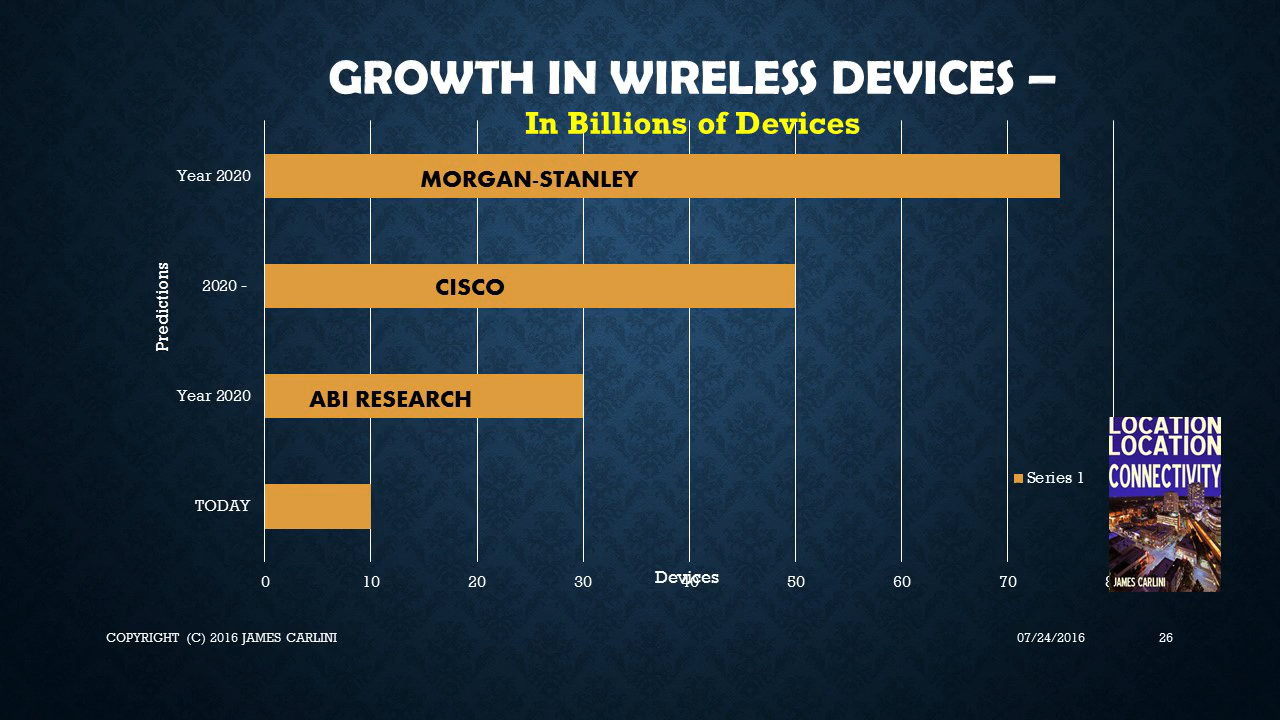 GROWTH IN WIRELESS DEVICES –
In Billions of Devices
Year 2020
MORGAN-STANLEY
2020 -
CISCO
Predictions
Year 2020
ABI RESEARCH
TODAY
Series 1
LOCATION
LOCATION
CONNECTIVITY
JAMES CARLINI
0 10 20 30 40 50 60 70
Devices
COPYRIGHT (C) 2016 JAMES CARLINI 07/24/2016 26